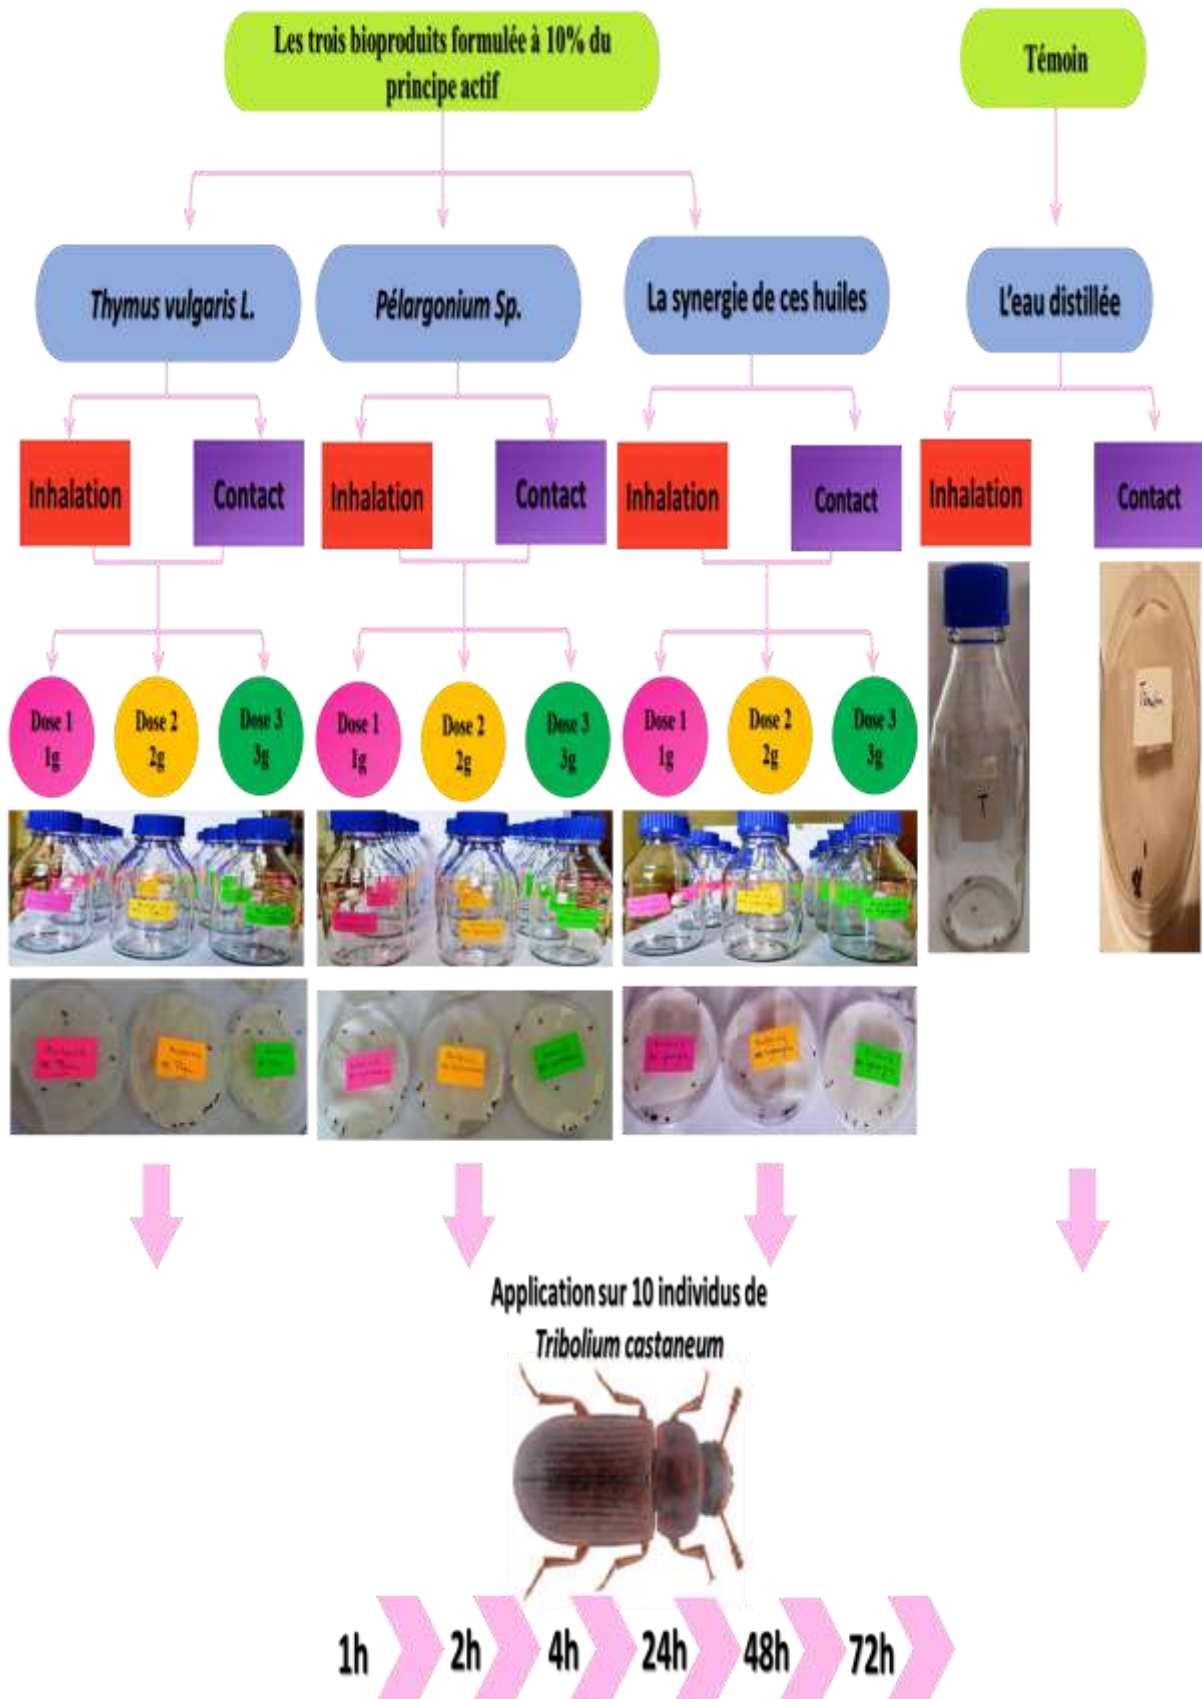 Les trois bioproduits formulée à 10% du
principe actif
Témoin
Thymus vulgaris L.
Pélargonium Sp.
La synergie de ces huiles
L'eau distillée
Inhalation
Contact
Inhalation
Contact
Inhalation
Contact
Inhalation
Contact
Dose 1
1g
Dose 2
2g
Dose 3
3g
Dose 1
1g
Dose 2
2g
Dose 3
3g
Dose 1
1g
Dose 2
2g
Dose 3
3g
T
Application sur 10 individus de
Tribolium castaneum
1h
2h
4h
24h
48h
72h